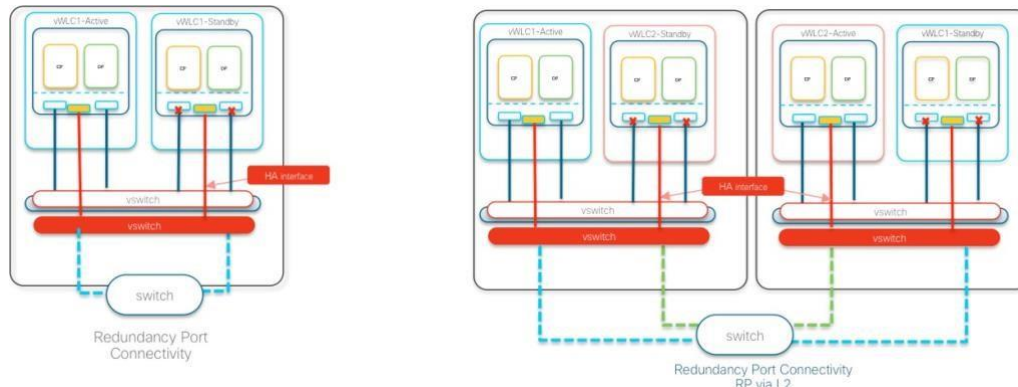 vWLC1-Active
vWLC1-Standby
CP
DP
CP
DP
HA interface
vswitch
vswitch
switch
Redundancy Port
Connectivity
vWLC1-Active
vWLC2-Standby
vWLC2-Active
vWLC1-Standby
CP
DP
CP
DP
CP
DP
CP
DP
HA interface
vswitch
vswitch
vswitch
vswitch
switch
Redundancy Port Connectivity
RP via L2